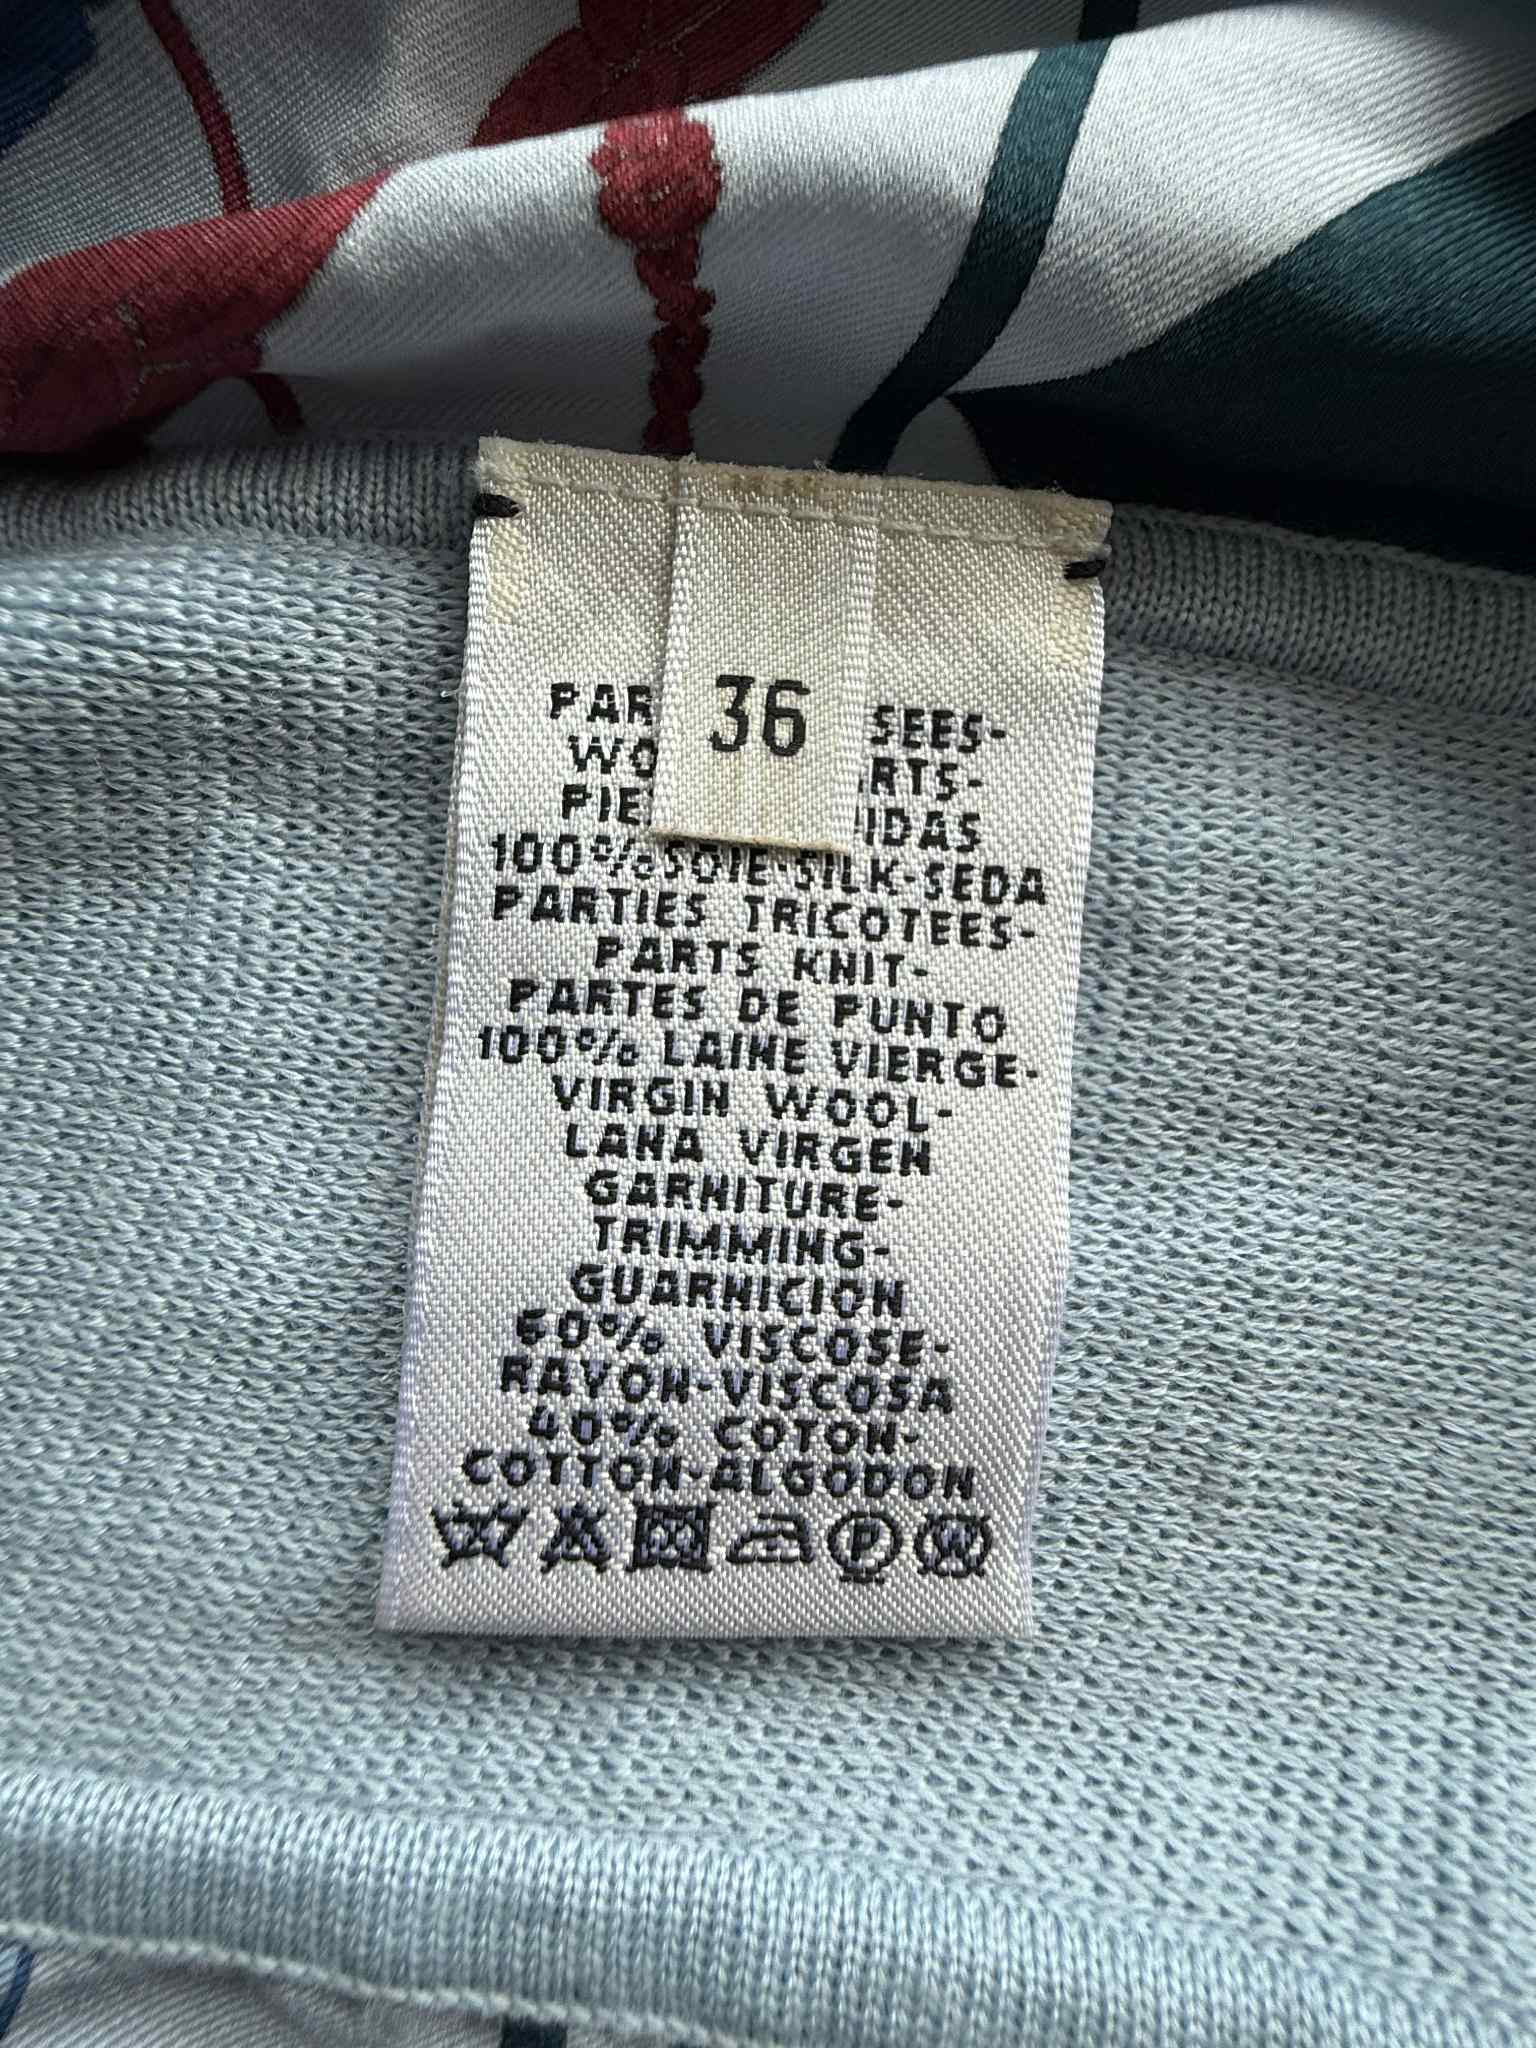 36
PAR SEES-
WO RTS-
PIE IDAS
100% SOIE-SILK-SEDA
PARTIES TRICOTEES-
PARTS KNIT-
PARTES DE PUNTO
100% LAINE VIERGE-
VIRGIN WOOL-
LANA VIRGEN
GARNITURE-
TRIMMING-
GUARNICION
60% VISCOSE-
RAYON-VISCOSA
40% COTON-
COTTON-ALGODON
P